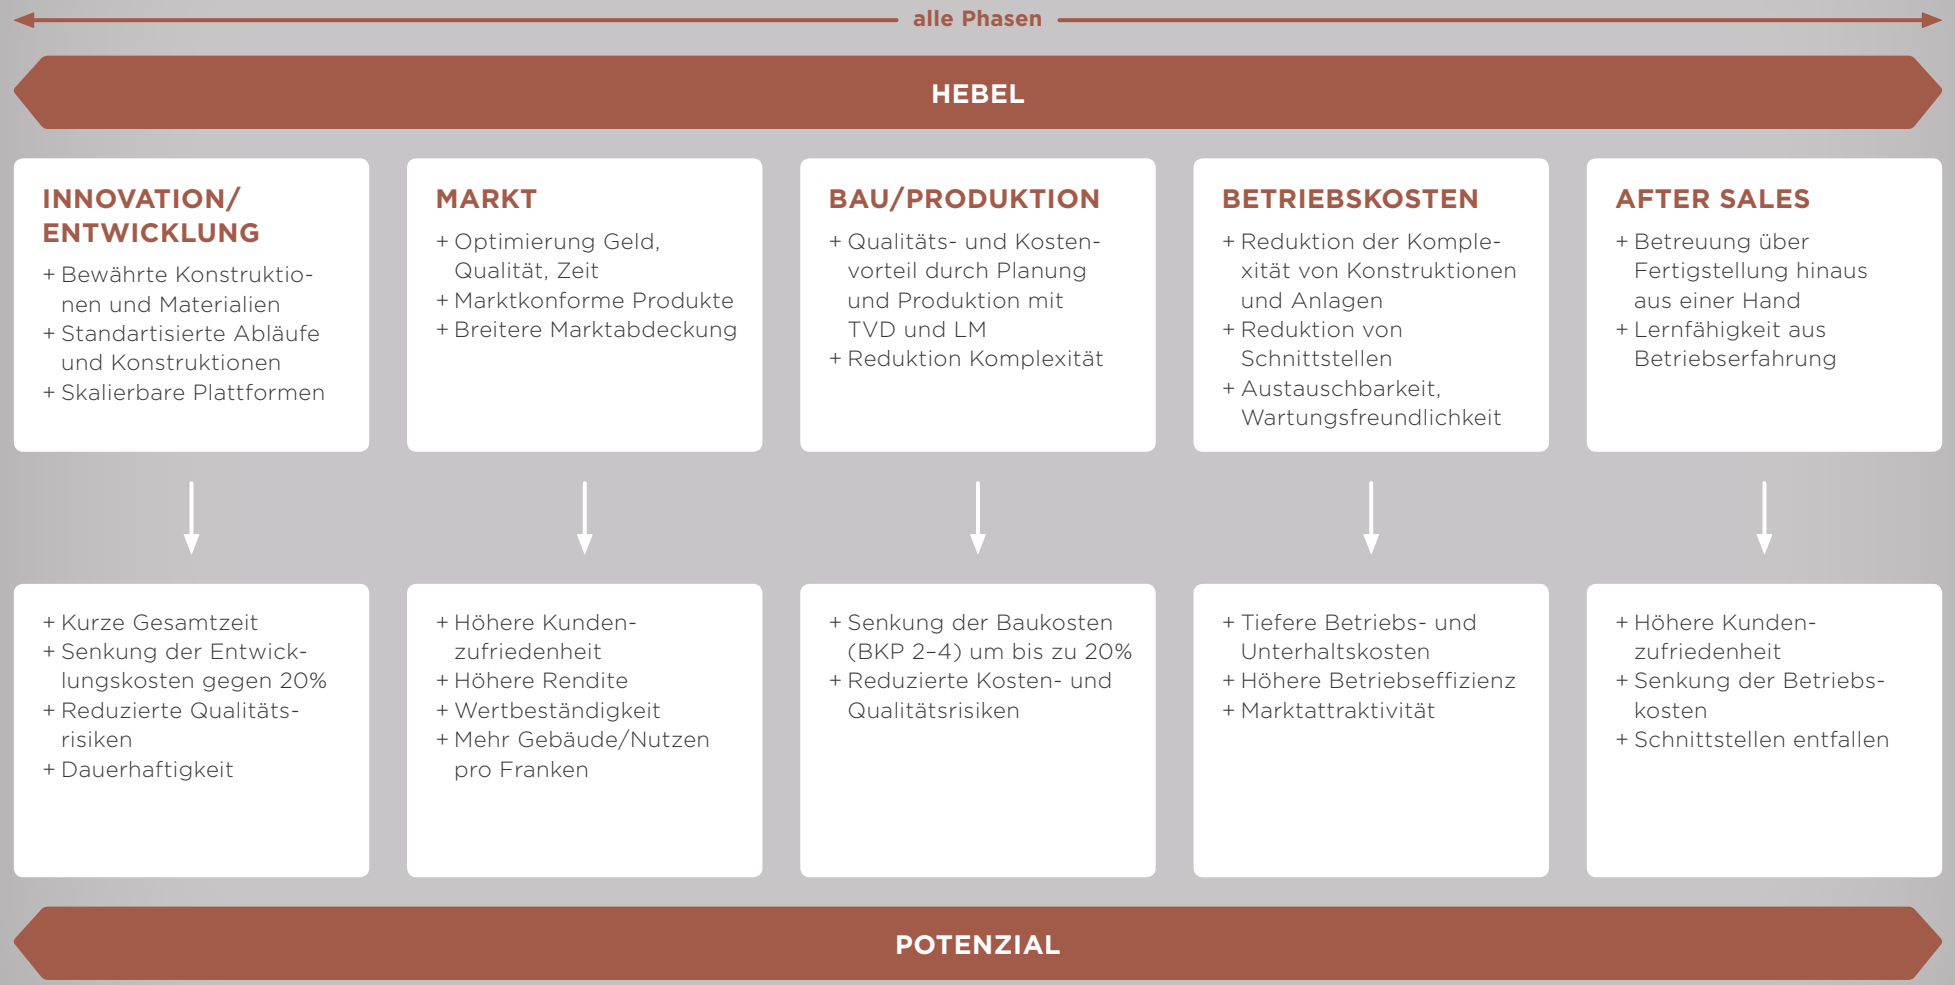 alle Phasen
HEBEL
INNOVATION/
ENTWICKLUNG
+ Bewährte Konstruktio-
nen und Materialien
+ Standartisierte Abläufe
und Konstruktionen
+ Skalierbare Plattformen
MARKT
+ Optimierung Geld,
Qualität, Zeit
+ Marktkonforme Produkte
+ Breitere Marktabdeckung
BAU/PRODUKTION
+ Qualitäts- und Kosten-
vorteil durch Planung
und Produktion mit
TVD und LM
+ Reduktion Komplexität
BETRIEBSKOSTEN
+ Reduktion der Komple-
xität von Konstruktionen
und Anlagen
+ Reduktion von
Schnittstellen
+ Austauschbarkeit,
Wartungsfreundlichkeit
AFTER SALES
+ Betreuung über
Fertigstellung hinaus
aus einer Hand
+ Lernfähigkeit aus
Betriebserfahrung
+ Kurze Gesamtzeit
+ Senkung der Entwick-
lungskosten gegen 20%
+ Reduzierte Qualitäts-
risiken
+ Dauerhaftigkeit
+ Höhere Kunden-
zufriedenheit
+ Höhere Rendite
+ Wertbeständigkeit
+ Mehr Gebäude/Nutzen
pro Franken
+ Senkung der Baukosten
(BKP 2–4) um bis zu 20%
+ Reduzierte Kosten- und
Qualitätsrisiken
+ Tiefere Betriebs- und
Unterhaltskosten
+ Höhere Betriebseffizienz
+ Marktattraktivität
+ Höhere Kunden-
zufriedenheit
+ Senkung der Betriebs-
kosten
+ Schnittstellen entfallen
POTENZIAL